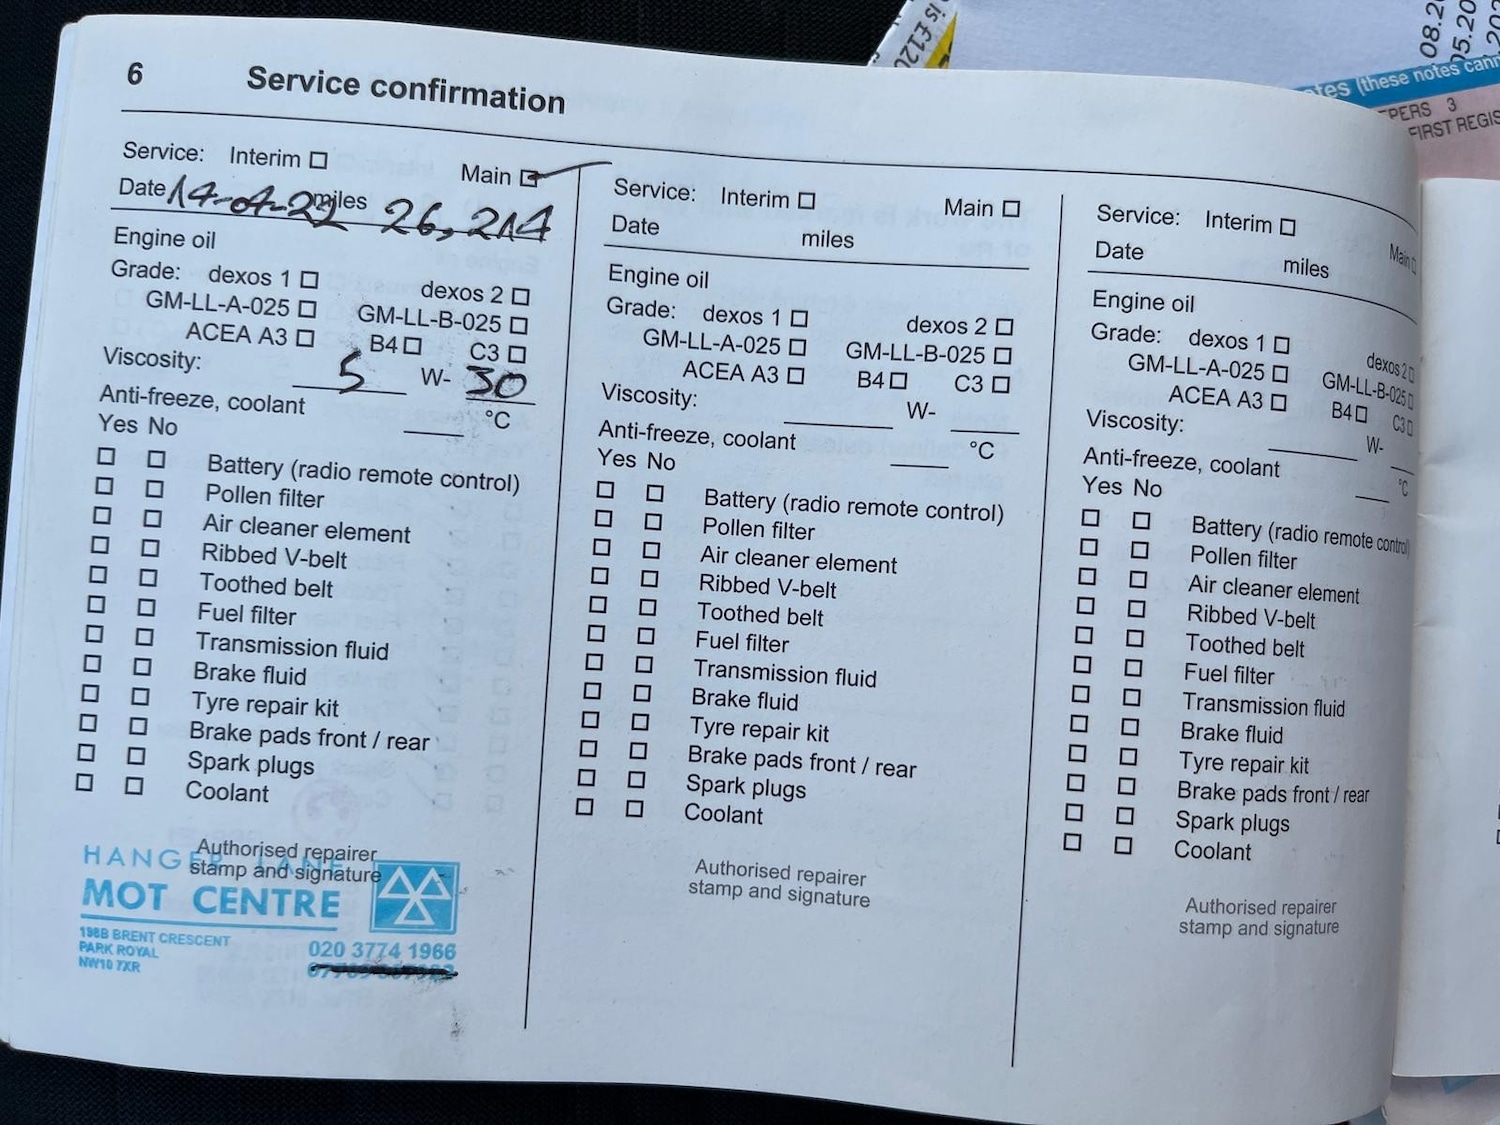 6 Service confirmation
Service: Interim Main
Date 14-04-22 miles 26,214
Engine oil
Grade: dexos 1 dexos 2
GM-LL-A-025 GM-LL-B-025
ACEA A3 B4 C3
Viscosity: 5 W- 30
Anti-freeze, coolant °C
Yes No
Battery (radio remote control)
Pollen filter
Air cleaner element
Ribbed V-belt
Toothed belt
Fuel filter
Transmission fluid
Brake fluid
Tyre repair kit
Brake pads front / rear
Spark plugs
Coolant
Authorised repairer
stamp and signature
HANGER LANE
MOT CENTRE
198B BRENT CRESCENT
PARK ROYAL
NW10 7XR
020 3774 1966
Service: Interim Main
Date miles
Engine oil
Grade: dexos 1 dexos 2
GM-LL-A-025 GM-LL-B-025
ACEA A3 B4 C3
Viscosity: W-
Anti-freeze, coolant °C
Yes No
Battery (radio remote control)
Pollen filter
Air cleaner element
Ribbed V-belt
Toothed belt
Fuel filter
Transmission fluid
Brake fluid
Tyre repair kit
Brake pads front / rear
Spark plugs
Coolant
Authorised repairer
stamp and signature
Service: Interim Main
Date miles
Engine oil
Grade: dexos 1 dexos 2
GM-LL-A-025 GM-LL-B-025
ACEA A3 B4 C3
Viscosity: W-
Anti-freeze, coolant °C
Yes No
Battery (radio remote control)
Pollen filter
Air cleaner element
Ribbed V-belt
Toothed belt
Fuel filter
Transmission fluid
Brake fluid
Tyre repair kit
Brake pads front / rear
Spark plugs
Coolant
Authorised repairer
stamp and signature
is £120
08.20
05.20
(these notes cann
PERS 3
FIRST REGIS